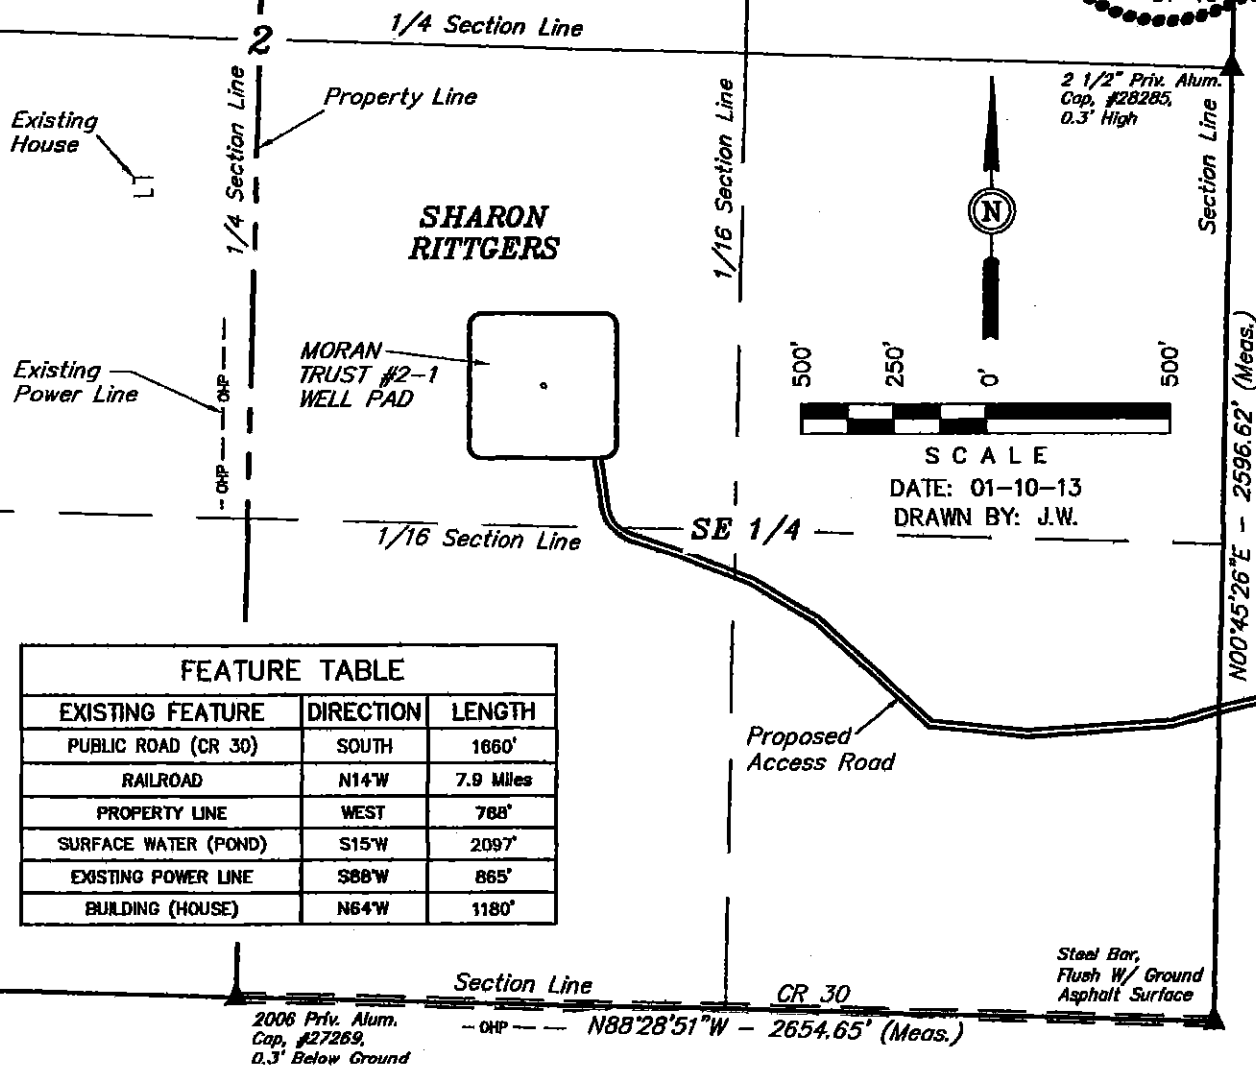 1/4 Section Line
2
Existing
House
1/4 Section Line
Property Line
SHARON
RITTGERS
1/16 Section Line
2 1/2" Priv. Alum.
Cap, #28285,
0.3' High
Section Line
N
MORAN
TRUST #2-1
WELL PAD
Existing
Power Line
OHP
OHP
500'
250'
0'
500'
SCALE
DATE: 01-10-13
DRAWN BY: J.W.
N00°45'26"E - 2596.62' (Meas.)
1/16 Section Line
SE 1/4
FEATURE TABLE
EXISTING FEATURE DIRECTION LENGTH
PUBLIC ROAD (CR 30) SOUTH 1660'
RAILROAD N14°W 7.9 Miles
PROPERTY LINE WEST 768'
SURFACE WATER (POND) S15°W 2097'
EXISTING POWER LINE S88°W 865'
BUILDING (HOUSE) N64°W 1180'
Proposed
Access Road
Section Line
CR 30
Steel Bar,
Flush W/ Ground
Asphalt Surface
2006 Priv. Alum.
Cap, #27269,
0.3' Below Ground
OHP
N88°28'51"W - 2654.65' (Meas.)